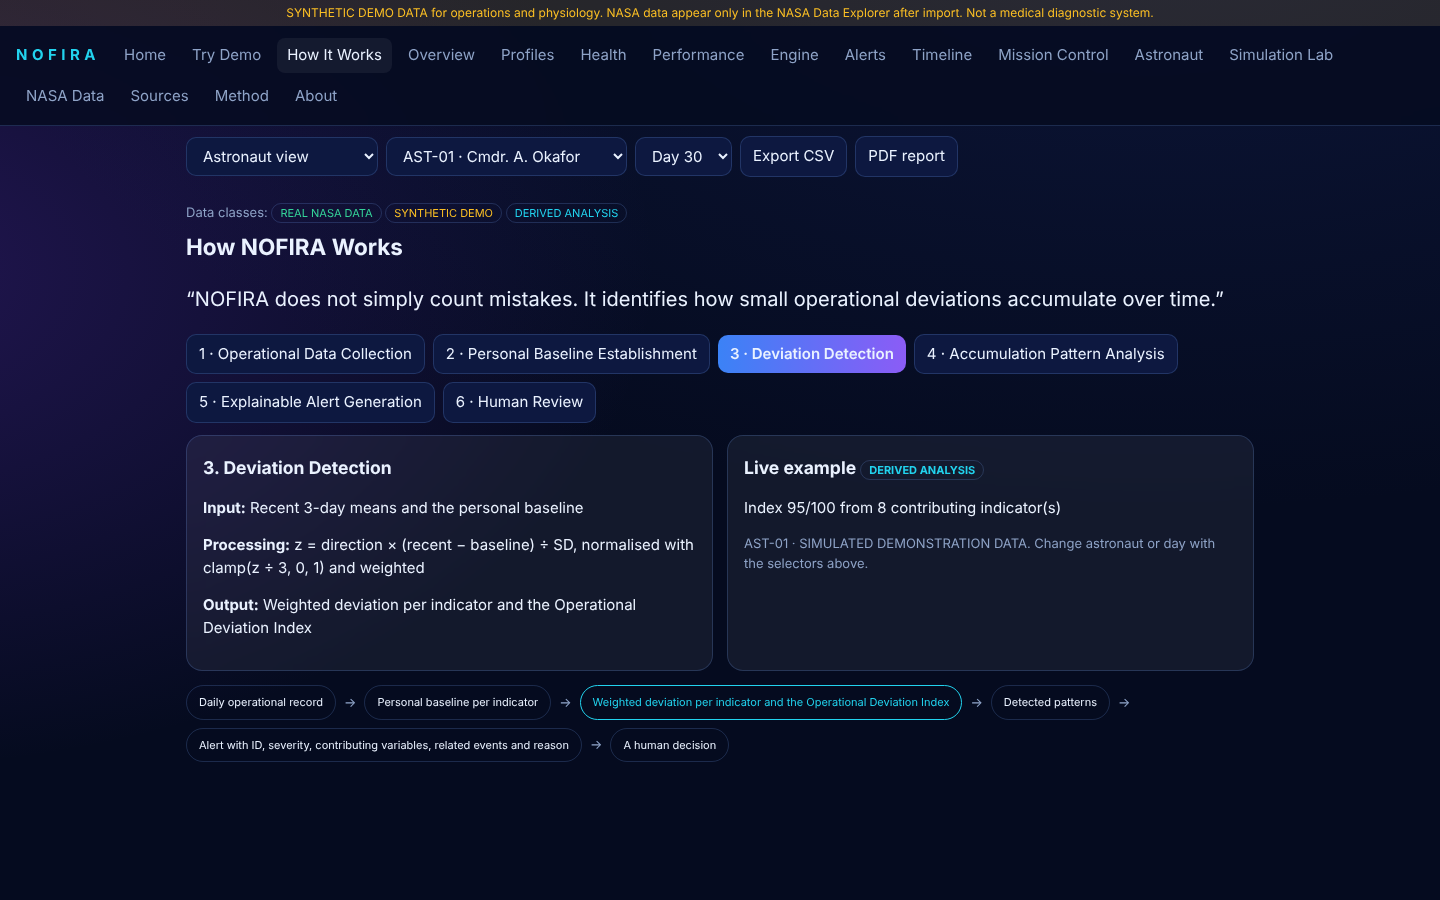 SYNTHETIC DEMO DATA for operations and physiology. NASA data appear only in the NASA Data Explorer after import. Not a medical diagnostic system.
NOFIRA Home Try Demo How It Works Overview Profiles Health Performance Engine Alerts Timeline Mission Control Astronaut Simulation Lab
NASA Data Sources Method About
Astronaut view AST-01 · Cmdr. A. Okafor Day 30 Export CSV PDF report
Data classes: REAL NASA DATA SYNTHETIC DEMO DERIVED ANALYSIS
How NOFIRA Works
“NOFIRA does not simply count mistakes. It identifies how small operational deviations accumulate over time.”
1 · Operational Data Collection 2 · Personal Baseline Establishment 3 · Deviation Detection 4 · Accumulation Pattern Analysis
5 · Explainable Alert Generation 6 · Human Review
3. Deviation Detection
Input: Recent 3-day means and the personal baseline
Processing: z = direction × (recent − baseline) ÷ SD, normalised with
clamp(z ÷ 3, 0, 1) and weighted
Output: Weighted deviation per indicator and the Operational
Deviation Index
Live example DERIVED ANALYSIS
Index 95/100 from 8 contributing indicator(s)
AST-01 · SIMULATED DEMONSTRATION DATA. Change astronaut or day with
the selectors above.
Daily operational record → Personal baseline per indicator → Weighted deviation per indicator and the Operational Deviation Index → Detected patterns →
Alert with ID, severity, contributing variables, related events and reason → A human decision